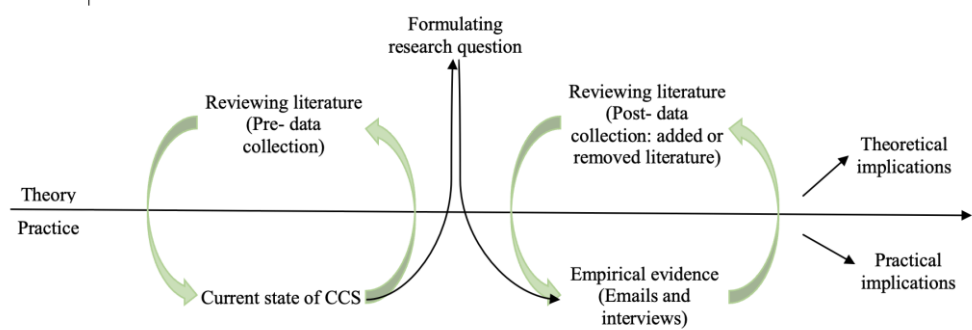 Formulating
research question
Reviewing literature
(Pre- data
collection)
Reviewing literature
(Post- data
collection: added or
removed literature)
Theoretical
implications
Theory
Practice
Current state of CCS
Empirical evidence
(Emails and
interviews)
Practical
implications